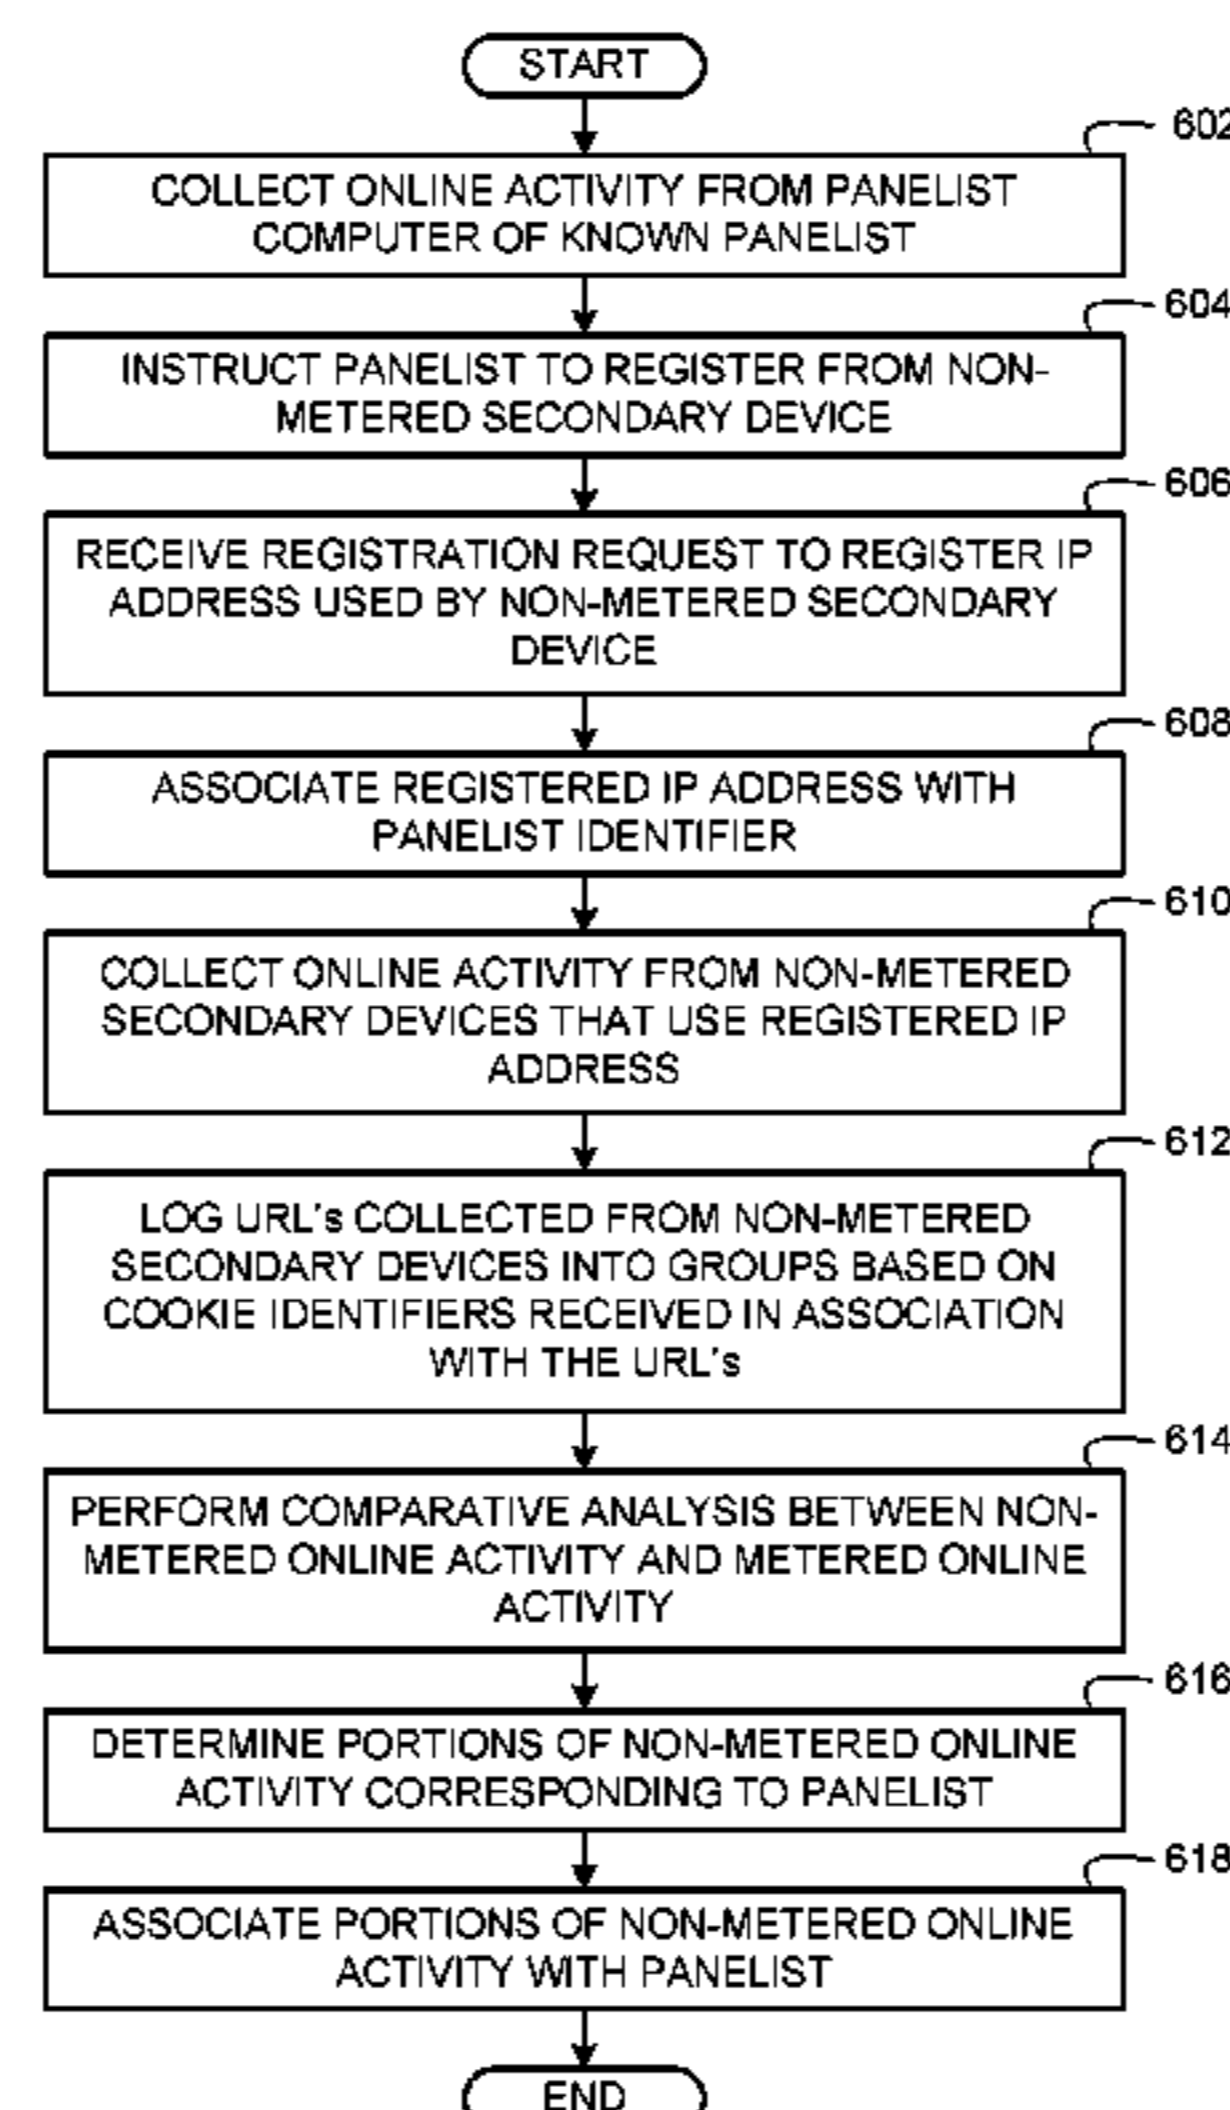 START
602
COLLECT ONLINE ACTIVITY FROM PANELIST
COMPUTER OF KNOWN PANELIST
604
INSTRUCT PANELIST TO REGISTER FROM NON-
METERED SECONDARY DEVICE
606
RECEIVE REGISTRATION REQUEST TO REGISTER IP
ADDRESS USED BY NON-METERED SECONDARY
DEVICE
608
ASSOCIATE REGISTERED IP ADDRESS WITH
PANELIST IDENTIFIER
610
COLLECT ONLINE ACTIVITY FROM NON-METERED
SECONDARY DEVICES THAT USE REGISTERED IP
ADDRESS
612
LOG URL's COLLECTED FROM NON-METERED
SECONDARY DEVICES INTO GROUPS BASED ON
COOKIE IDENTIFIERS RECEIVED IN ASSOCIATION
WITH THE URL's
614
PERFORM COMPARATIVE ANALYSIS BETWEEN NON-
METERED ONLINE ACTIVITY AND METERED ONLINE
ACTIVITY
616
DETERMINE PORTIONS OF NON-METERED ONLINE
ACTIVITY CORRESPONDING TO PANELIST
618
ASSOCIATE PORTIONS OF NON-METERED ONLINE
ACTIVITY WITH PANELIST
END